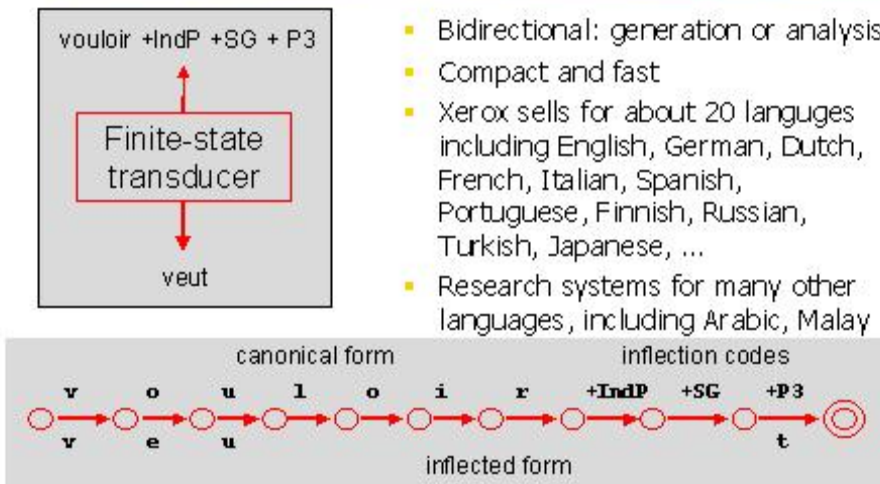 vouloir +IndP +SG + P3
Finite-state
transducer
veut
Bidirectional: generation or analysis
Compact and fast
Xerox sells for about 20 languges
including English, German, Dutch,
French, Italian, Spanish,
Portuguese, Finnish, Russian,
Turkish, Japanese, ...
Research systems for many other
languages, including Arabic, Malay
canonical form inflection codes
v o u l o i r +IndP +SG +P3
v e u t
inflected form